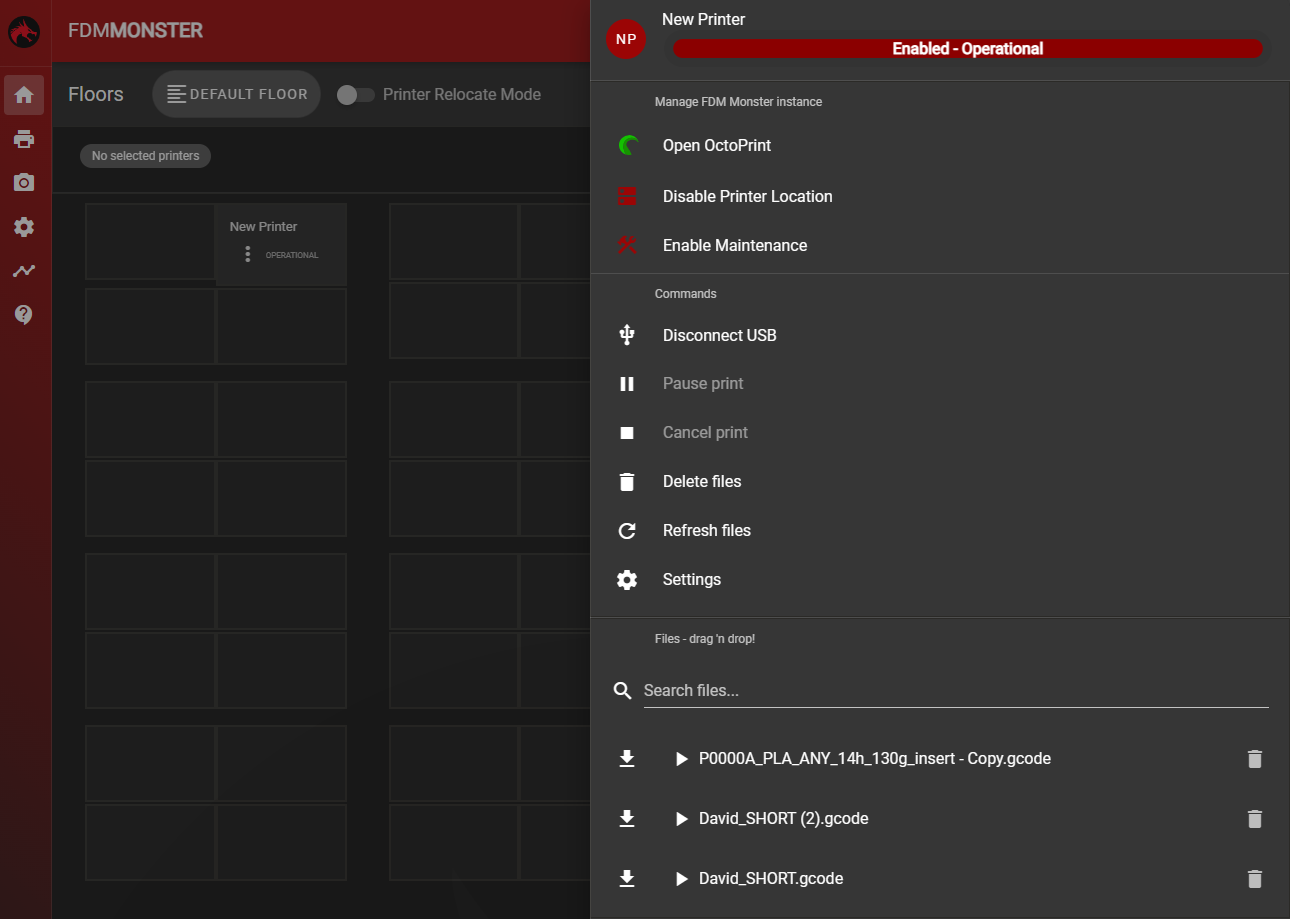 FDMMONSTER
Floors
DEFAULT FLOOR
Printer Relocate Mode
No selected printers
New Printer
OPERATIONAL
NP
New Printer
Enabled - Operational
Manage FDM Monster instance
Open OctoPrint
Disable Printer Location
Enable Maintenance
Commands
Disconnect USB
Pause print
Cancel print
Delete files
Refresh files
Settings
Files - drag 'n drop!
Search files...
P0000A_PLA_ANY_14h_130g_insert - Copy.gcode
David_SHORT (2).gcode
David_SHORT.gcode